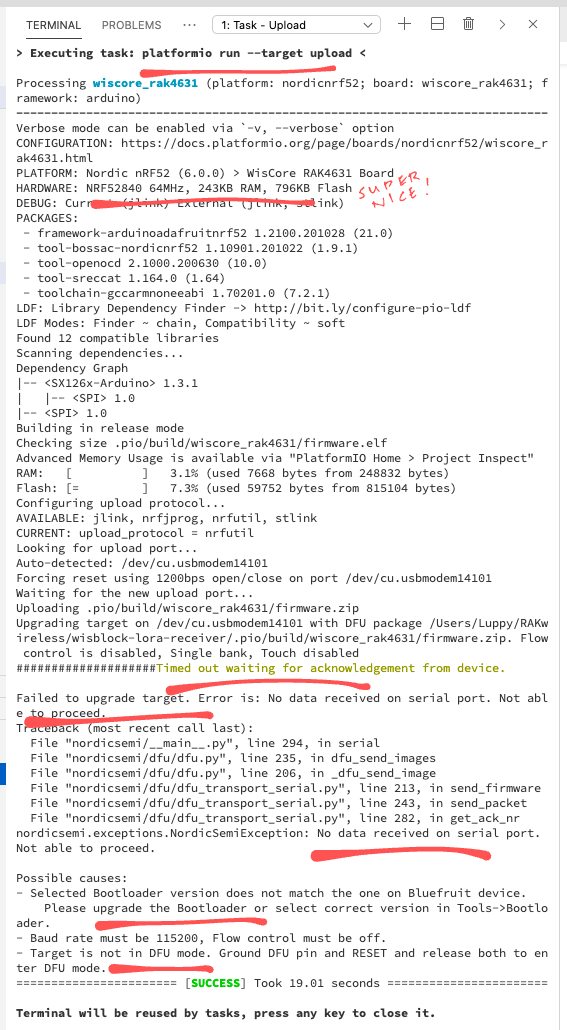 TERMINAL PROBLEMS ··· 1: Task - Upload
> Executing task: platformio run --target upload <
Processing wiscore_rak4631 (platform: nordicnrf52; board: wiscore_rak4631; f
ramework: arduino)
--------------------------------------------------------------------------------
Verbose mode can be enabled via `-v, --verbose` option
CONFIGURATION: https://docs.platformio.org/page/boards/nordicnrf52/wiscore_r
ak4631.html
PLATFORM: Nordic nRF52 (6.0.0) > WisCore RAK4631 Board
HARDWARE: NRF52840 64MHz, 243KB RAM, 796KB Flash
SUPER
NICE!
DEBUG: Current (jlink) External (jlink, stlink)
PACKAGES:
- framework-arduinoadafruitnrf52 1.2100.201028 (21.0)
- tool-bossac-nordicnrf52 1.10901.201022 (1.9.1)
- tool-openocd 2.1000.200630 (10.0)
- tool-sreccat 1.164.0 (1.64)
- toolchain-gccarmnoneeabi 1.70201.0 (7.2.1)
LDF: Library Dependency Finder -> http://bit.ly/configure-pio-ldf
LDF Modes: Finder ~ chain, Compatibility ~ soft
Found 12 compatible libraries
Scanning dependencies...
Dependency Graph
|-- <SX126x-Arduino> 1.3.1
|   |-- <SPI> 1.0
|-- <SPI> 1.0
Building in release mode
Checking size .pio/build/wiscore_rak4631/firmware.elf
Advanced Memory Usage is available via "PlatformIO Home > Project Inspect"
RAM:   [          ]   3.1% (used 7668 bytes from 248832 bytes)
Flash: [=         ]   7.3% (used 59752 bytes from 815104 bytes)
Configuring upload protocol...
AVAILABLE: jlink, nrfjprog, nrfutil, stlink
CURRENT: upload_protocol = nrfutil
Looking for upload port...
Auto-detected: /dev/cu.usbmodem14101
Forcing reset using 1200bps open/close on port /dev/cu.usbmodem14101
Waiting for the new upload port...
Uploading .pio/build/wiscore_rak4631/firmware.zip
Upgrading target on /dev/cu.usbmodem14101 with DFU package /Users/Luppy/RAKw
ireless/wisblock-lora-receiver/.pio/build/wiscore_rak4631/firmware.zip. Flow
control is disabled, Single bank, Touch disabled
####################Timed out waiting for acknowledgement from device.
Failed to upgrade target. Error is: No data received on serial port. Not abl
e to proceed.
Traceback (most recent call last):
File "nordicsemi/__main__.py", line 294, in serial
File "nordicsemi/dfu/dfu.py", line 235, in dfu_send_images
File "nordicsemi/dfu/dfu.py", line 206, in _dfu_send_image
File "nordicsemi/dfu/dfu_transport_serial.py", line 213, in send_firmware
File "nordicsemi/dfu/dfu_transport_serial.py", line 243, in send_packet
File "nordicsemi/dfu/dfu_transport_serial.py", line 282, in get_ack_nr
nordicsemi.exceptions.NordicSemiException: No data received on serial port.
Not able to proceed.
Possible causes:
- Selected Bootloader version does not match the one on Bluefruit device.
Please upgrade the Bootloader or select correct version in Tools->Bootlo
ader.
- Baud rate must be 115200, Flow control must be off.
- Target is not in DFU mode. Ground DFU pin and RESET and release both to en
ter DFU mode.
======================= [SUCCESS] Took 19.01 seconds =======================
Terminal will be reused by tasks, press any key to close it.